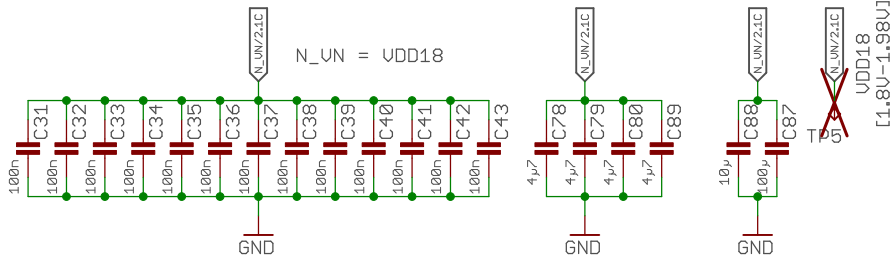 N_VN/2.1C
N_VN = VDD18
N_VN/2.1C
N_VN/2.1C
N_VN/2.1C
VDD18
[1.8V-1.98V]
C31
C32
C33
C34
C35
C36
C37
C38
C39
C40
C41
C42
C43
C78
C79
C80
C89
C88
C87
TP5
100n
100n
100n
100n
100n
100n
100n
100n
100n
100n
100n
100n
100n
4µ7
4µ7
4µ7
4µ7
10µ
100µ
GND
GND
GND